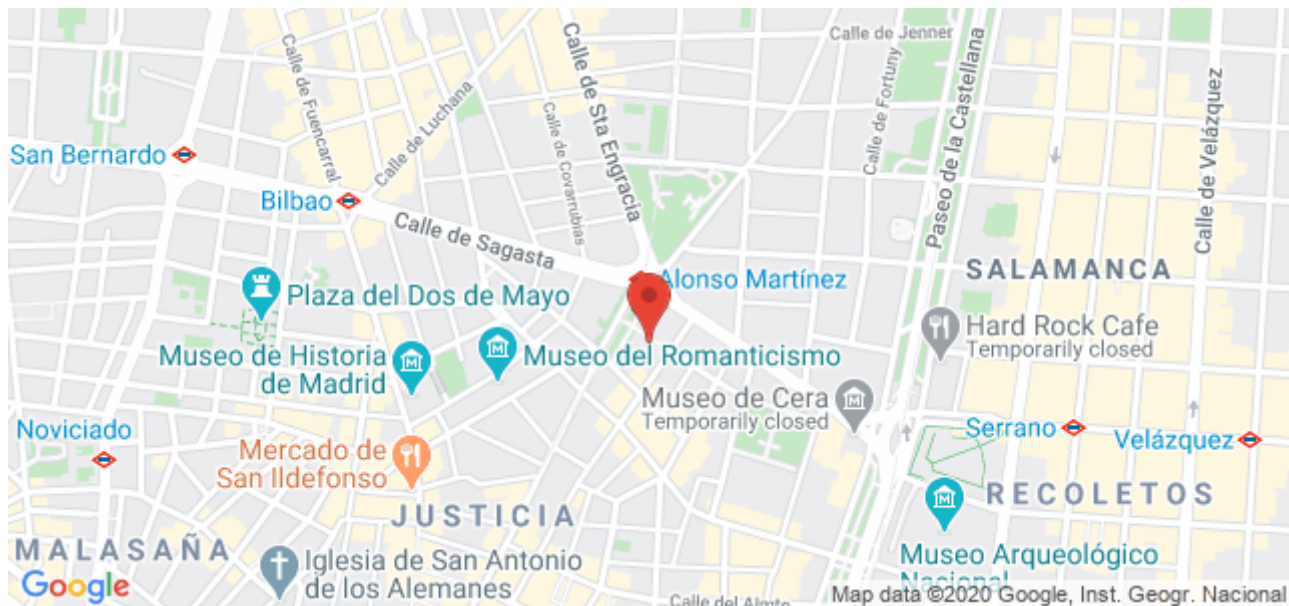 Calle de Jenner
Calle de Sta Engracia
Calle de Fuencarral
Calle de Luchana
Calle de Fortuny
Paseo de la Castellana
Calle de Velázquez
San Bernardo
Calle de Covarrubias
Bilbao
Calle de Sagasta
Alonso Martínez
SALAMANCA
Plaza del Dos de Mayo
Hard Rock Cafe
Temporarily closed
Museo de Historia
de Madrid
Museo del Romanticismo
Museo de Cera
Temporarily closed
Noviciado
Serrano
Velázquez
Mercado de
San Ildefonso
RECOLETOS
JUSTICIA
MALASAÑA
Iglesia de San Antonio
de los Alemanes
Museo Arqueológico
Nacional
Google
Calle del Almte
Map data ©2020 Google, Inst. Geogr. Nacional